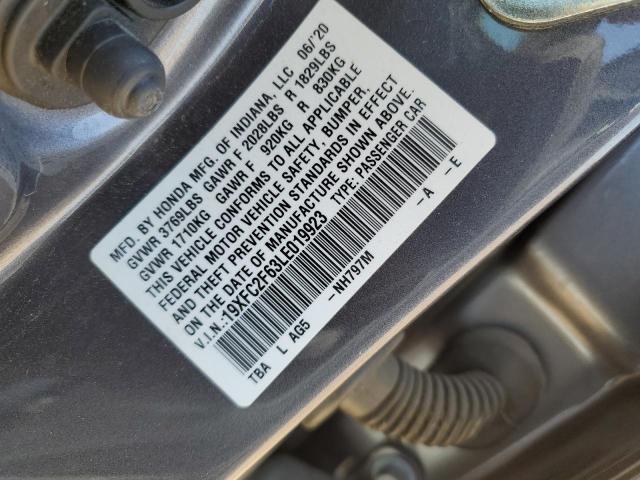 MFD. BY HONDA MFG. OF INDIANA, LLC 06/'20
GVWR 3769LBS GAWR F 2028LBS R 1829LBS
GVWR 1710KG GAWR F 920KG R 830KG
THIS VEHICLE CONFORMS TO ALL APPLICABLE
FEDERAL MOTOR VEHICLE SAFETY, BUMPER,
AND THEFT PREVENTION STANDARDS IN EFFECT
ON THE DATE OF MANUFACTURE SHOWN ABOVE.
V.I.N.:19XFC2F63LE019923 TYPE: PASSENGER CAR
TBA L AG5 -NH797M -A -E